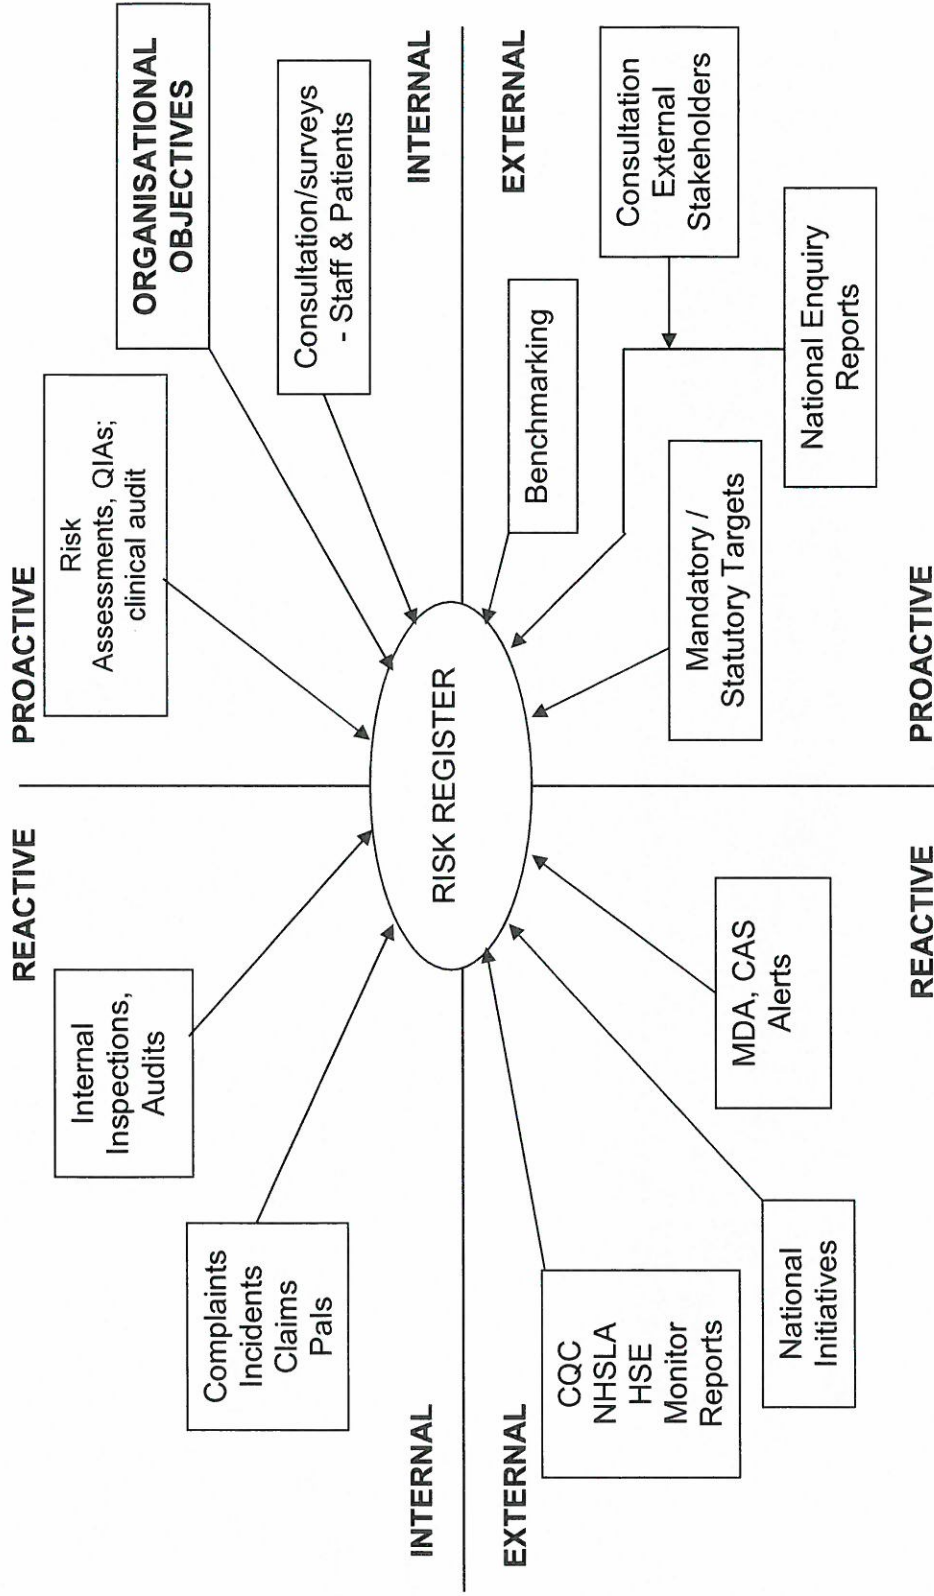 REACTIVE
PROACTIVE
Internal
Inspections,
Audits
Risk
Assessments, QIAs;
clinical audit
ORGANISATIONAL
OBJECTIVES
Complaints
Incidents
Claims
Pals
Consultation/surveys
- Staff & Patients
INTERNAL
INTERNAL
RISK REGISTER
EXTERNAL
EXTERNAL
CQC
NHSLA
HSE
Monitor
Reports
Benchmarking
Consultation
External
Stakeholders
National
Initiatives
MDA, CAS
Alerts
Mandatory /
Statutory Targets
National Enquiry
Reports
REACTIVE
PROACTIVE